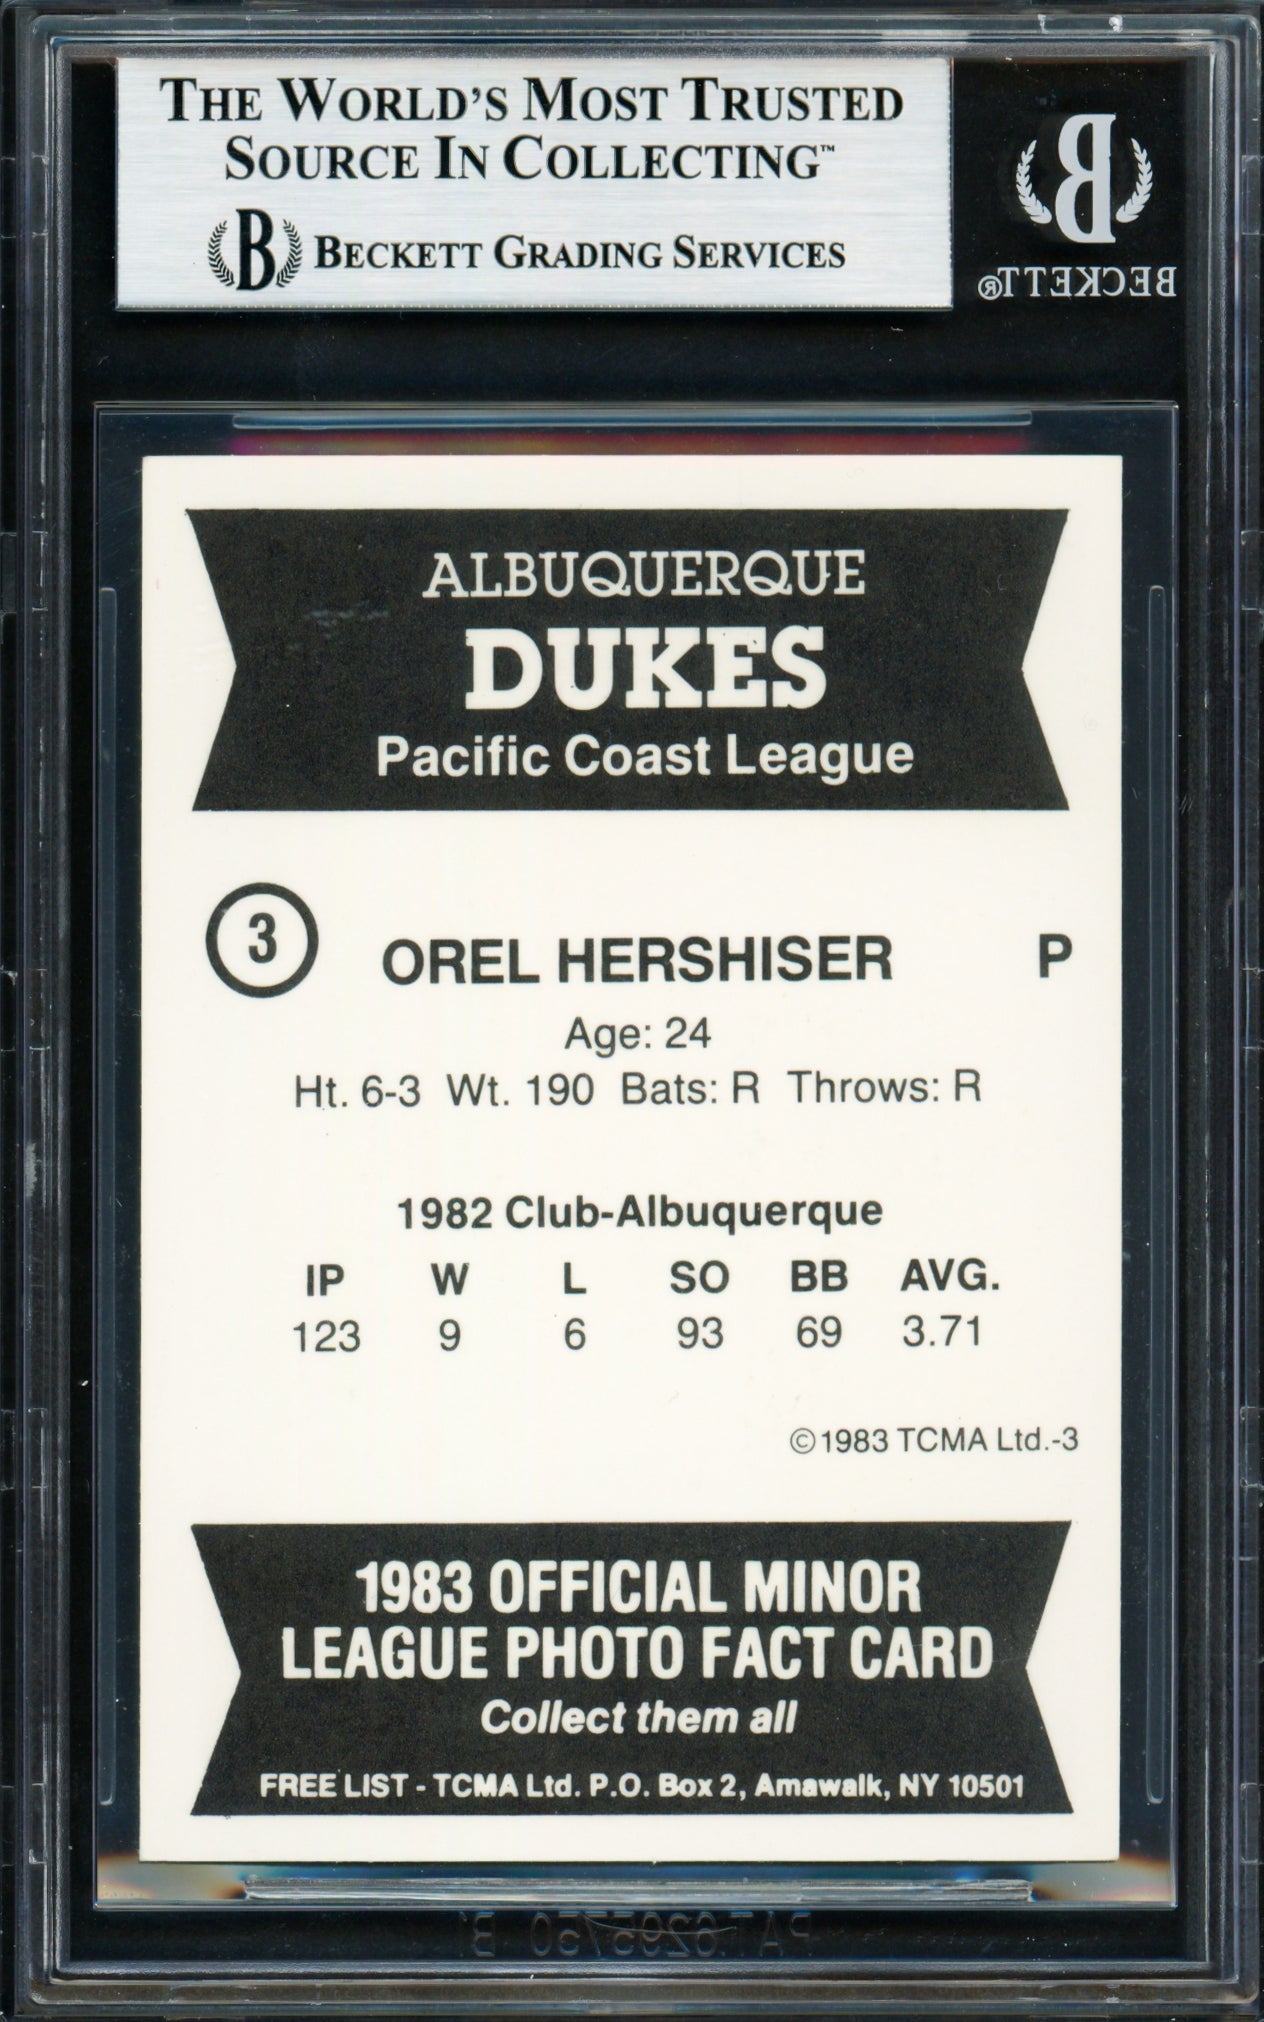 THE WORLD'S MOST TRUSTED
SOURCE IN COLLECTING™
B BECKETT GRADING SERVICES
B
BECKETT®
ALBUQUERQUE
DUKES
Pacific Coast League
3 OREL HERSHISER P
Age: 24
Ht. 6-3 Wt. 190 Bats: R Throws: R
1982 Club-Albuquerque
IP W L SO BB AVG.
123 9 6 93 69 3.71
©1983 TCMA Ltd.-3
1983 OFFICIAL MINOR
LEAGUE PHOTO FACT CARD
Collect them all
FREE LIST - TCMA Ltd. P.O. Box 2, Amawalk, NY 10501
PAT.6295750 B1